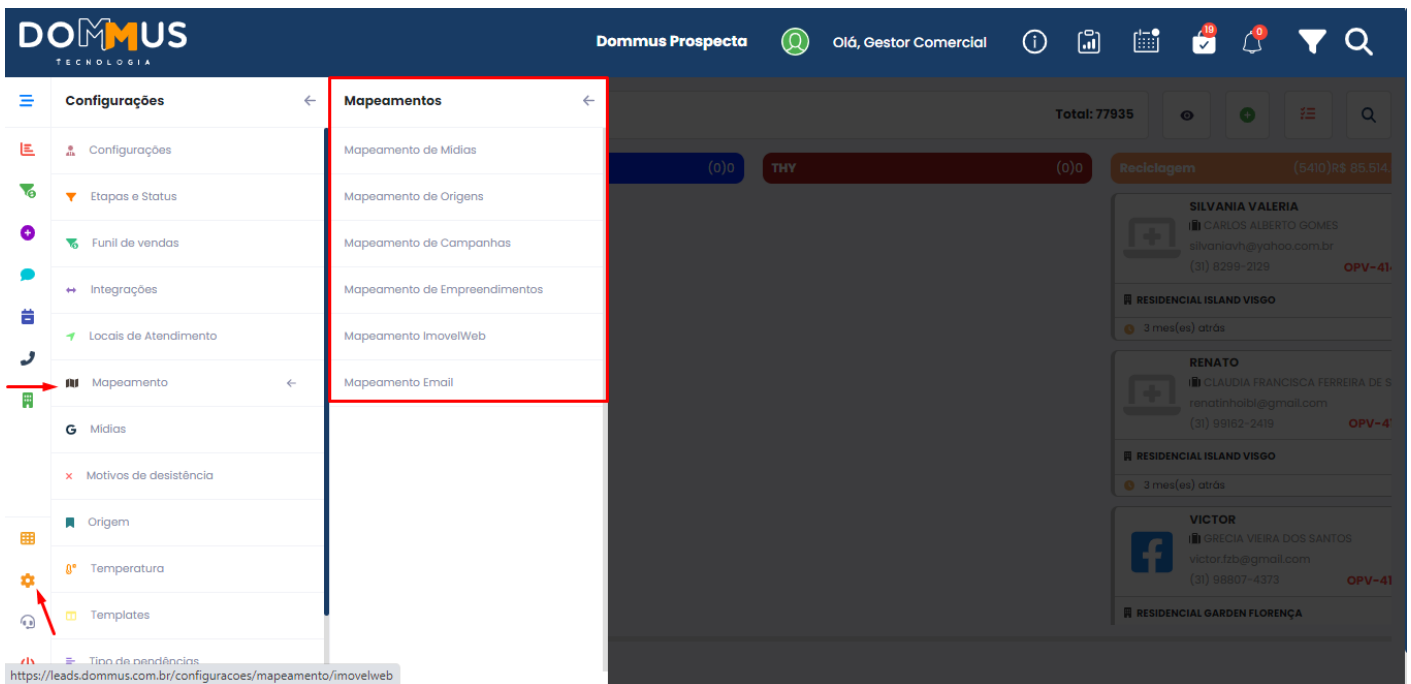 DOMMUS
TECNOLOGIA
Dommus Prospecta
Olá, Gestor Comercial
19
0
Configurações
Configurações
Etapas e Status
Funil de vendas
Integrações
Locais de Atendimento
Mapeamento
Mídias
Motivos de desistência
Origem
Temperatura
Templates
Tipo de pendências
Mapeamentos
Mapeamento de Mídias
Mapeamento de Origens
Mapeamento de Campanhas
Mapeamento de Empreendimentos
Mapeamento ImovelWeb
Mapeamento Email
Total: 77935
(0)0
THY (0)0
Reciclagem (5410)R$ 85.514.
SILVANIA VALERIA
CARLOS ALBERTO GOMES
silvaniavh@yahoo.com.br
(31) 8299-2129 OPV-41
RESIDENCIAL ISLAND VISGO
3 mes(es) atrás
RENATO
CLAUDIA FRANCISCA FERREIRA DE S
renatinhoibl@gmail.com
(31) 99162-2419 OPV-4
RESIDENCIAL ISLAND VISGO
3 mes(es) atrás
VICTOR
GRECIA VIEIRA DOS SANTOS
victor.fzb@gmail.com
(31) 98807-4373 OPV-41
RESIDENCIAL GARDEN FLORENÇA
https://leads.dommus.com.br/configuracoes/mapeamento/imovelweb